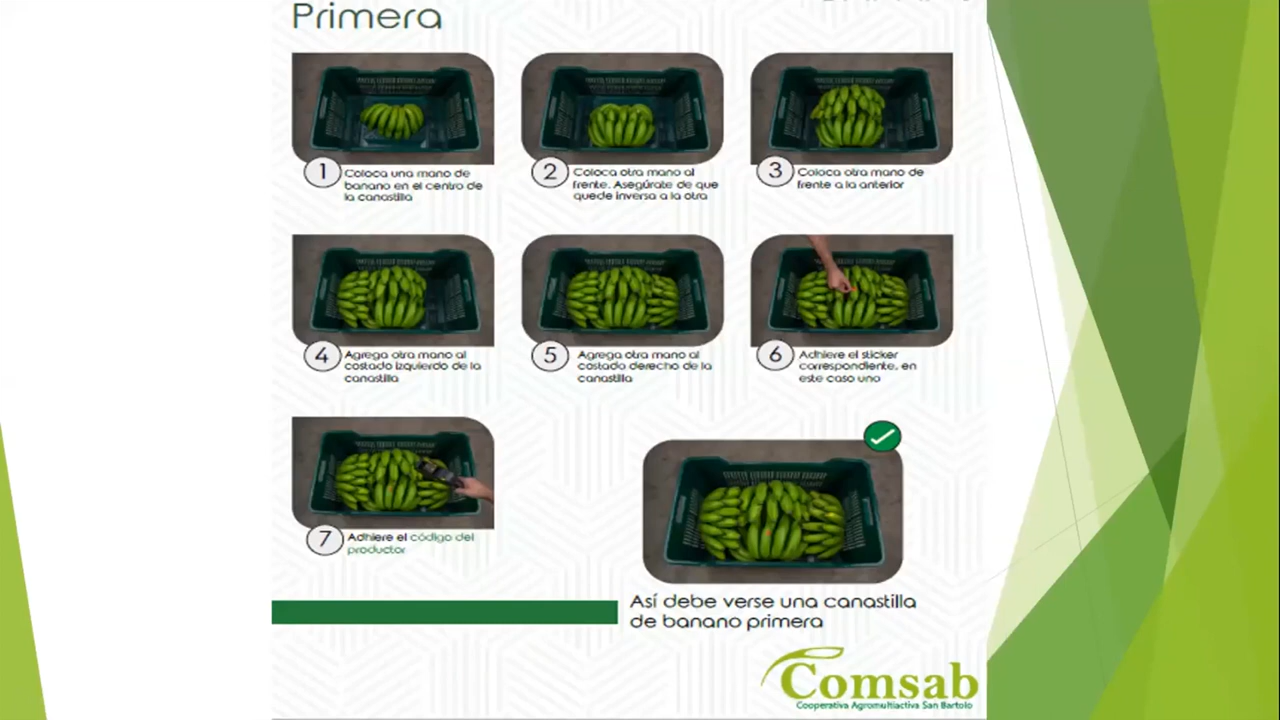 Primera
1
Coloca una mano de
banano en el centro de
la canastilla
2
Coloca otra mano al
frente. Asegúrate de que
quede inversa a la otra
3
Coloca otra mano de
frente a la anterior
4
Agrega otra mano al
costado izquierdo de la
canastilla
5
Agrega otra mano al
costado derecho de la
canastilla
6
Adhiere el sticker
correspondiente, en
este caso uno
7
Adhiere el código del
productor
Así debe verse una canastilla
de banano primera
Comsab
Cooperativa Agromultiactiva San Bartolo